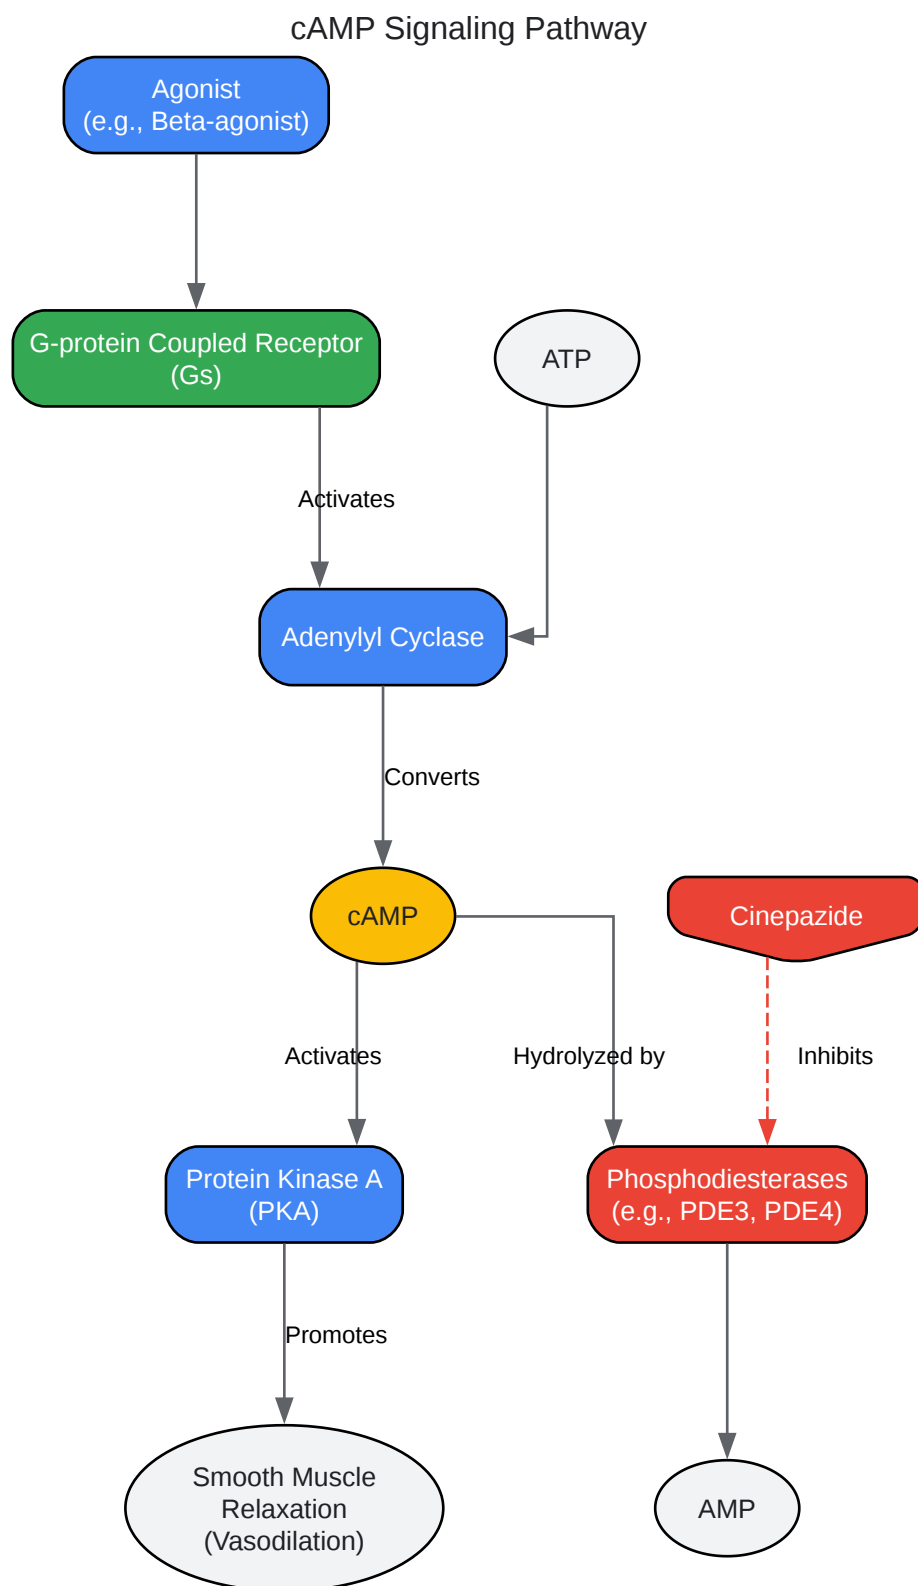 cAMP Signaling Pathway
Agonist
(e.g., Beta-agonist)
G-protein Coupled Receptor
(Gs)
ATP
Activates
Adenylyl Cyclase
Converts
cAMP
Cinepazide
Activates
Hydrolyzed by
Inhibits
Protein Kinase A
(PKA)
Phosphodiesterases
(e.g., PDE3, PDE4)
Promotes
Smooth Muscle
Relaxation
(Vasodilation)
AMP